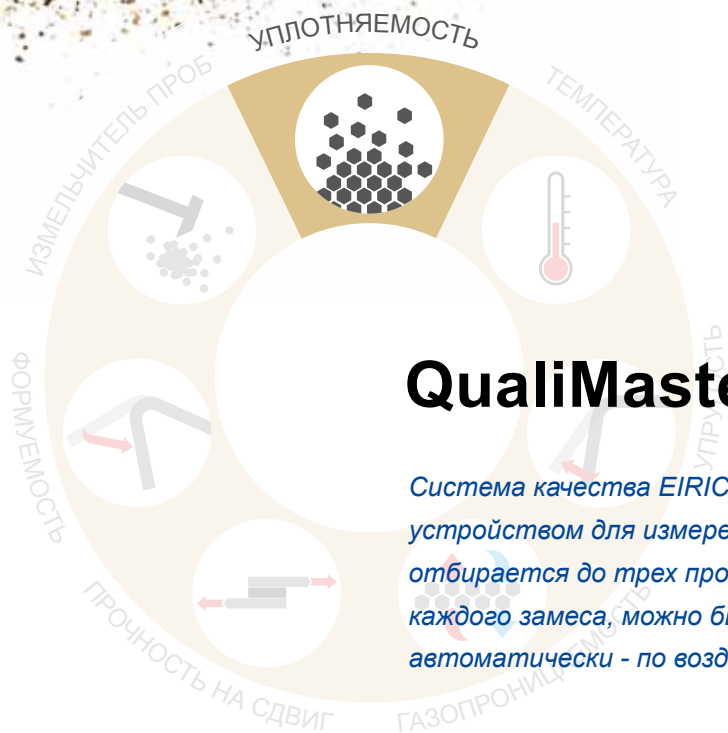 УПЛОТНЯЕМОСТЬ
ИЗМЕЛЬЧИТЕЛЬ ПРОБ
ТЕМПЕРАТУРА
ФОРМУЕМОСТЬ
УПРУГОСТЬ
ПРОЧНОСТЬ НА СДВИГ
ГАЗОПРОНИЦАЕМОСТЬ
QualiMaste
Система качества EIRIC
устройством для измере
отбирается до трех про
каждого замеса, можно б
автоматически - по возд